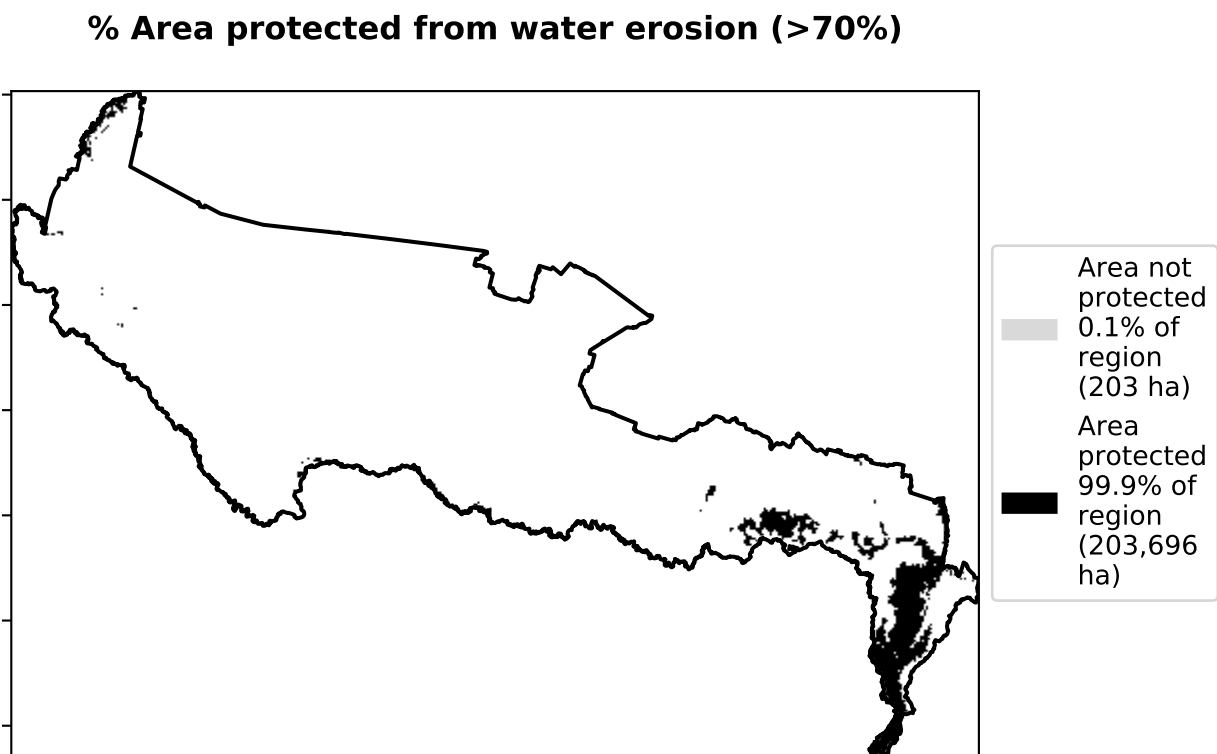 % Area protected from water erosion (>70%)
Area not
protected
0.1% of
region
(203 ha)
Area
protected
99.9% of
region
(203,696
ha)